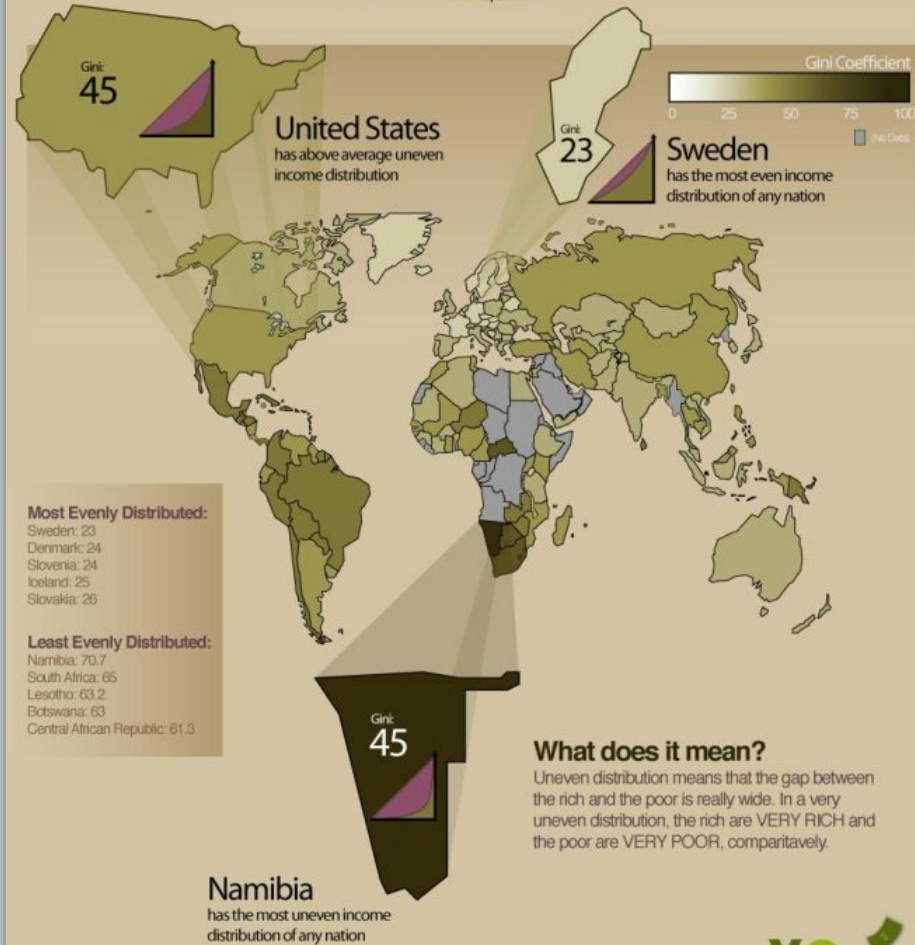 Gini:
45
United States
has above average uneven
income distribution
Gini:
23
Sweden
has the most even income
distribution of any nation
Gini Coefficient
0 25 50 75 100
(No Data)
Most Evenly Distributed:
Sweden: 23
Denmark: 24
Slovenia: 24
Iceland: 25
Slovakia: 26
Least Evenly Distributed:
Namibia: 70.7
South Africa: 65
Lesotho: 63.2
Botswana: 63
Central African Republic: 61.3
Gini:
45
Namibia
has the most uneven income
distribution of any nation
What does it mean?
Uneven distribution means that the gap between
the rich and the poor is really wide. In a very
uneven distribution, the rich are VERY RICH and
the poor are VERY POOR, comparitavely.